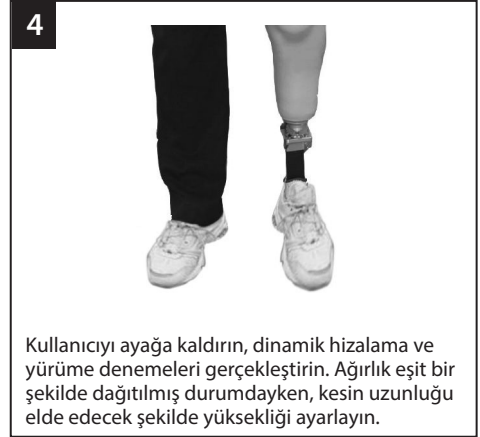 4
Kullanıcıyı ayağa kaldırın, dinamik hizalama ve
yürüme denemeleri gerçekleştirin. Ağırlık eşit bir
şekilde dağıtılmış durumdayken, kesin uzunluğu
elde edecek şekilde yüksekliği ayarlayın.